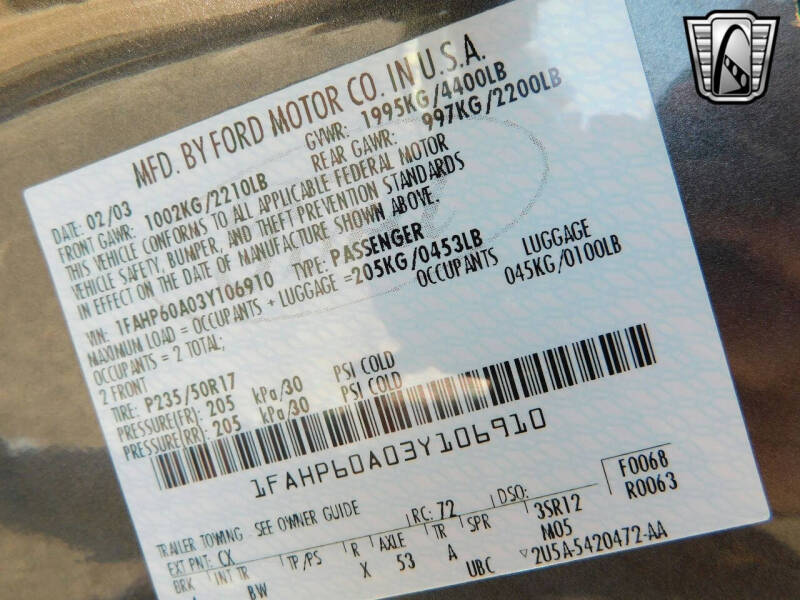 MFD. BY FORD MOTOR CO. IN U.S.A.
DATE: 02/03 GVWR: 1995KG/4400LB
FRONT GAWR: 1002KG/2210LB REAR GAWR: 997KG/2200LB
THIS VEHICLE CONFORMS TO ALL APPLICABLE FEDERAL MOTOR
VEHICLE SAFETY, BUMPER, AND THEFT PREVENTION STANDARDS
IN EFFECT ON THE DATE OF MANUFACTURE SHOWN ABOVE.
VIN: 1FAHP60A03Y106910 TYPE: PASSENGER
MAXIMUM LOAD = OCCUPANTS + LUGGAGE = 205KG/0453LB
OCCUPANTS = 2 TOTAL; OCCUPANTS LUGGAGE
2 FRONT 045KG/0100LB
TIRE: P235/50R17
PRESSURE(FR): 205 kPa/30 PSI COLD
PRESSURE(RR): 205 kPa/30 PSI COLD
1FAHP60A03Y106910
TRAILER TOWING - SEE OWNER GUIDE F0068
EXT PNT: CX RC: 72 DSO: R0063
BRK INT TR TP/PS R AXLE TR SPR 3SR12
BW X 53 A M05
UBC 2U5A-5420472-AA